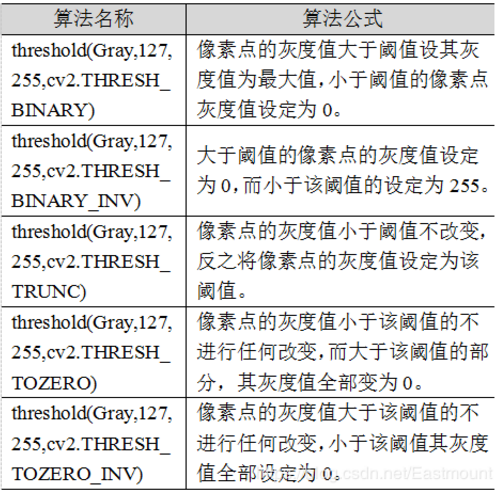 算法名称
算法公式
threshold(Gray,127,
255,cv2.THRESH_
BINARY)
像素点的灰度值大于阈值设其灰
度值为最大值,小于阈值的像素点
灰度值设定为 0。
threshold(Gray,127,
255,cv2.THRESH_
BINARY_INV)
大于阈值的像素点的灰度值设定
为 0,而小于该阈值的设定为 255。
threshold(Gray,127,
255,cv2.THRESH_
TRUNC)
像素点的灰度值小于阈值不改变,
反之将像素点的灰度值设定为该
阈值。
threshold(Gray,127,
255,cv2.THRESH_
TOZERO)
像素点的灰度值小于该阈值的不
进行任何改变,而大于该阈值的部
分，其灰度值全部变为 0。
threshold(Gray,127,
255,cv2.THRESH_
TOZERO_INV)
像素点的灰度值大于该阈值的不
进行任何改变,小于该阈值其灰度
值全部设定为 0。
csdn.net/Eastmount